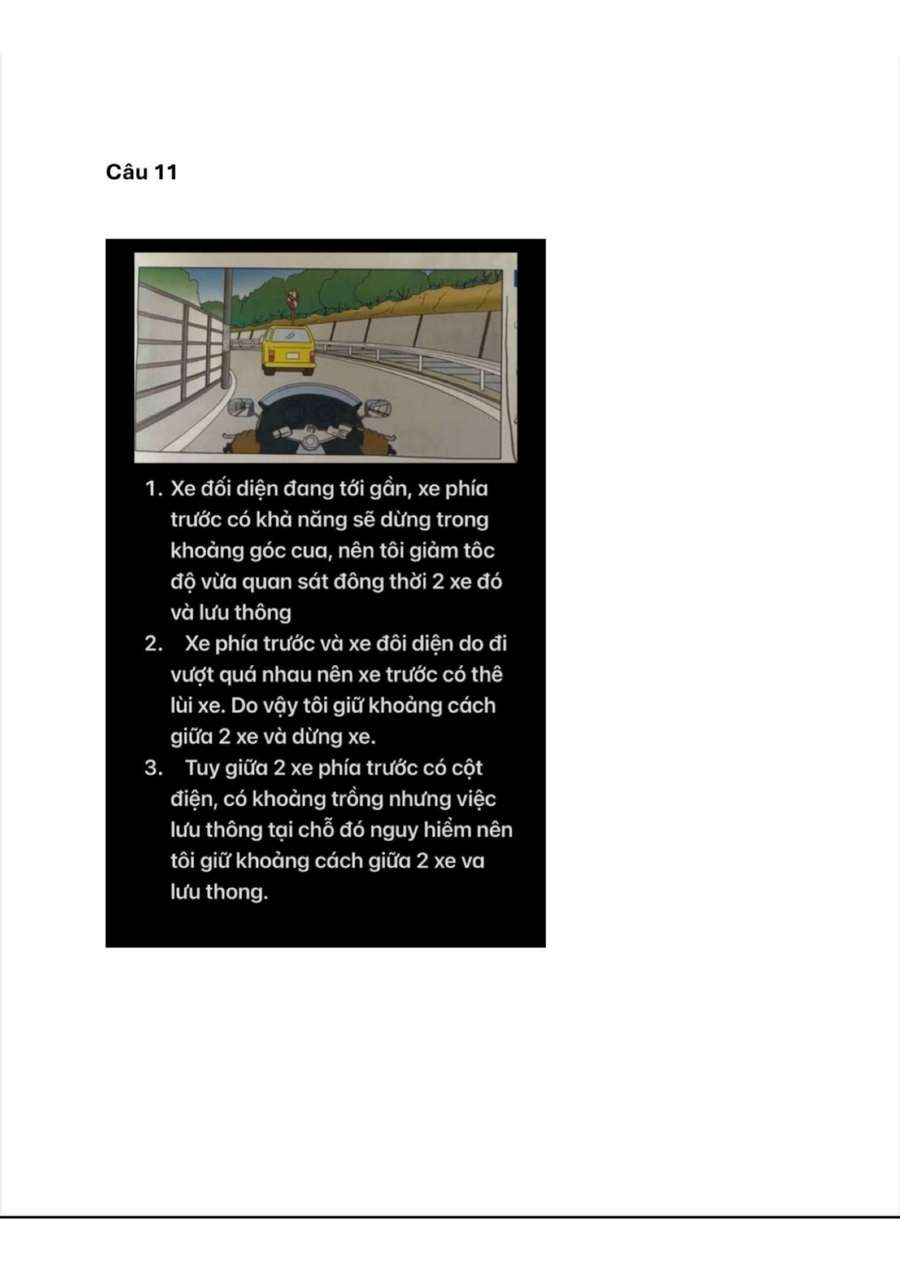 Câu 11
1. Xe đối diện đang tới gần, xe phía
trước có khả năng sẽ dừng trong
khoảng góc cua, nên tôi giảm tôc
độ vừa quan sát đông thời 2 xe đó
và lưu thông
2. Xe phía trước và xe đôi diện do đi
vượt quá nhau nên xe trước có thê
lùi xe. Do vậy tôi giữ khoảng cách
giữa 2 xe và dừng xe.
3. Tuy giữa 2 xe phía trước có cột
điện, có khoảng trồng nhưng việc
lưu thông tại chỗ đó nguy hiểm nên
tôi giữ khoảng cách giữa 2 xe va
lưu thong.